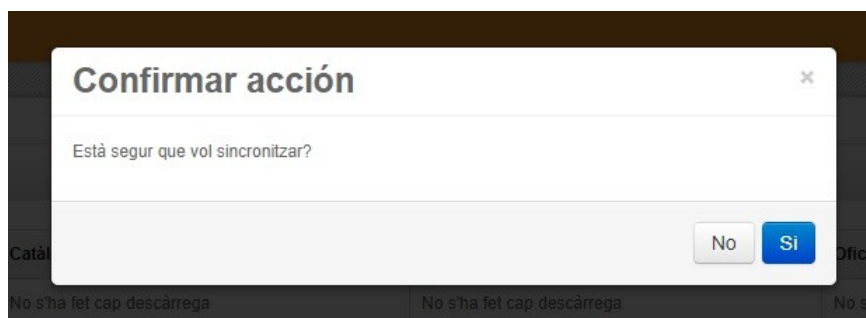 Confirmar acción
×
Està segur que vol sincronitzar?
No
Si
No s'ha fet cap descàrrega
No s'ha fet cap descàrrega